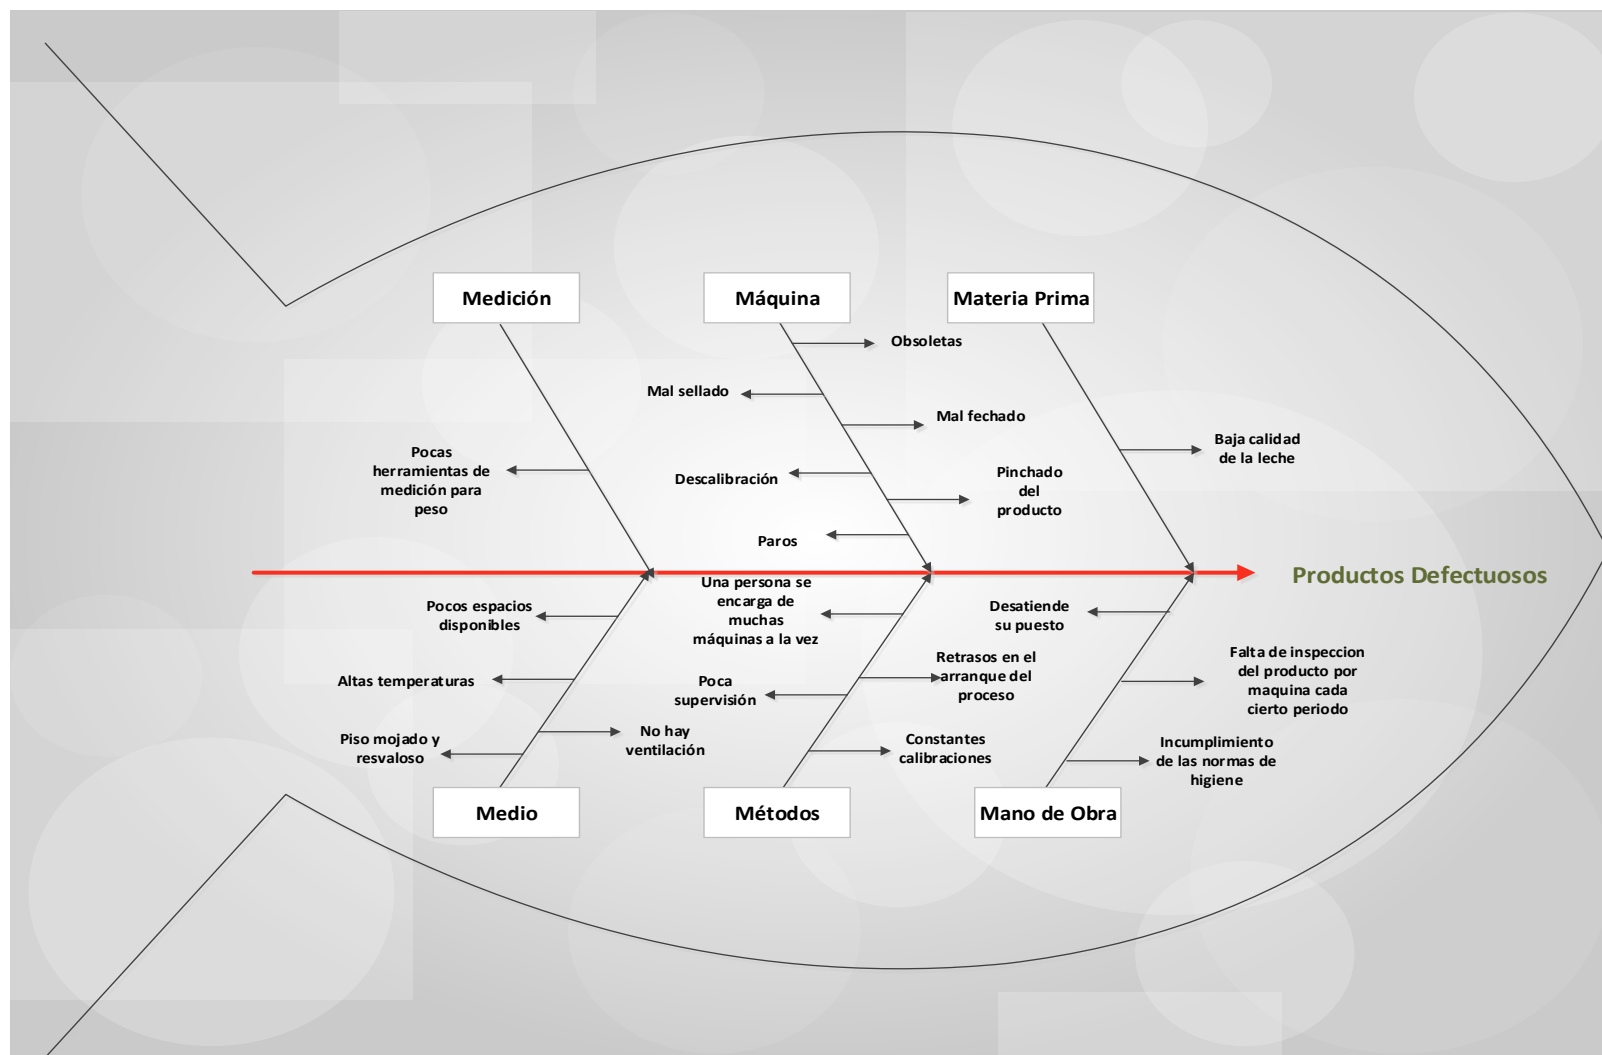 Medición
Máquina
Materia Prima
Obsoletas
Mal sellado
Mal fechado
Baja calidad
de la leche
Pocas
herramientas de
medición para
peso
Descalibración
Pinchado
del
producto
Paros
Productos Defectuosos
Una persona se
encarga de
muchas
máquinas a la vez
Pocos espacios
disponibles
Desatiende
su puesto
Altas temperaturas
Poca
supervisión
Retrasos en el
arranque del
proceso
Falta de inspeccion
del producto por
maquina cada
cierto periodo
Piso mojado y
resvaloso
No hay
ventilación
Constantes
calibraciones
Incumplimiento
de las normas de
higiene
Medio
Métodos
Mano de Obra